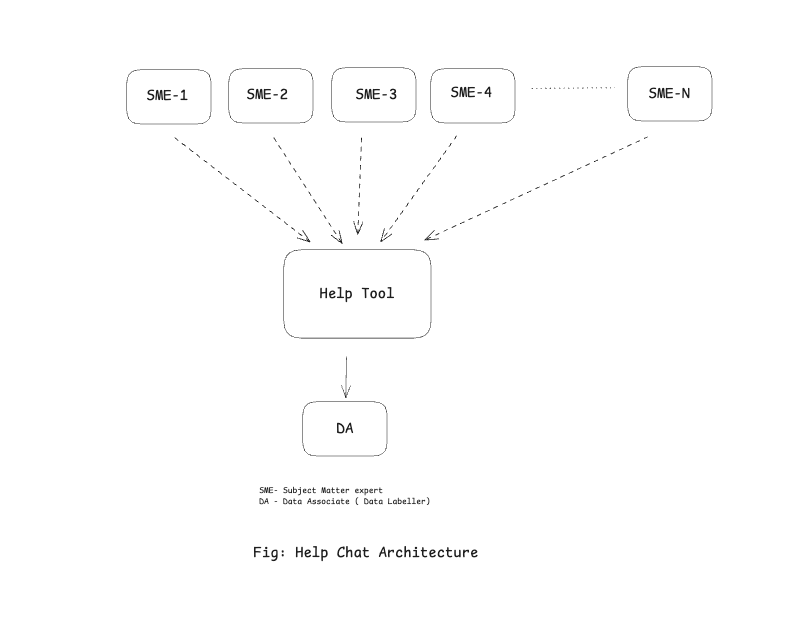 SME-1
SME-2
SME-3
SME-4
SME-N
Help Tool
DA
SME- Subject Matter expert
DA - Data Associate ( Data Labeller)
Fig: Help Chat Architecture